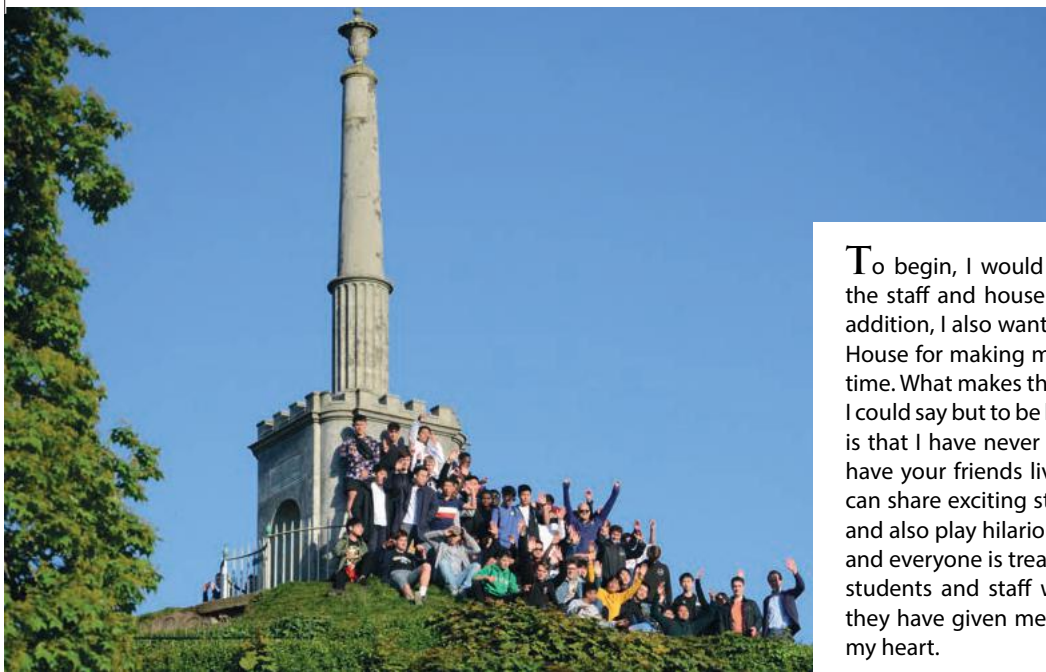 To begin, I would
the staff and house
addition, I also want
House for making m
time. What makes th
I could say but to be
is that I have never
have your friends liv
can share exciting st
and also play hilario
and everyone is trea
students and staff w
they have given me
my heart.